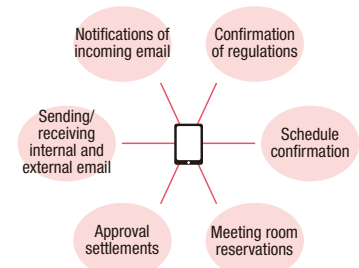 Notifications of
incoming email
Confirmation
of regulations
Sending/
receiving
internal and
external email
Schedule
confirmation
Approval
settlements
Meeting room
reservations